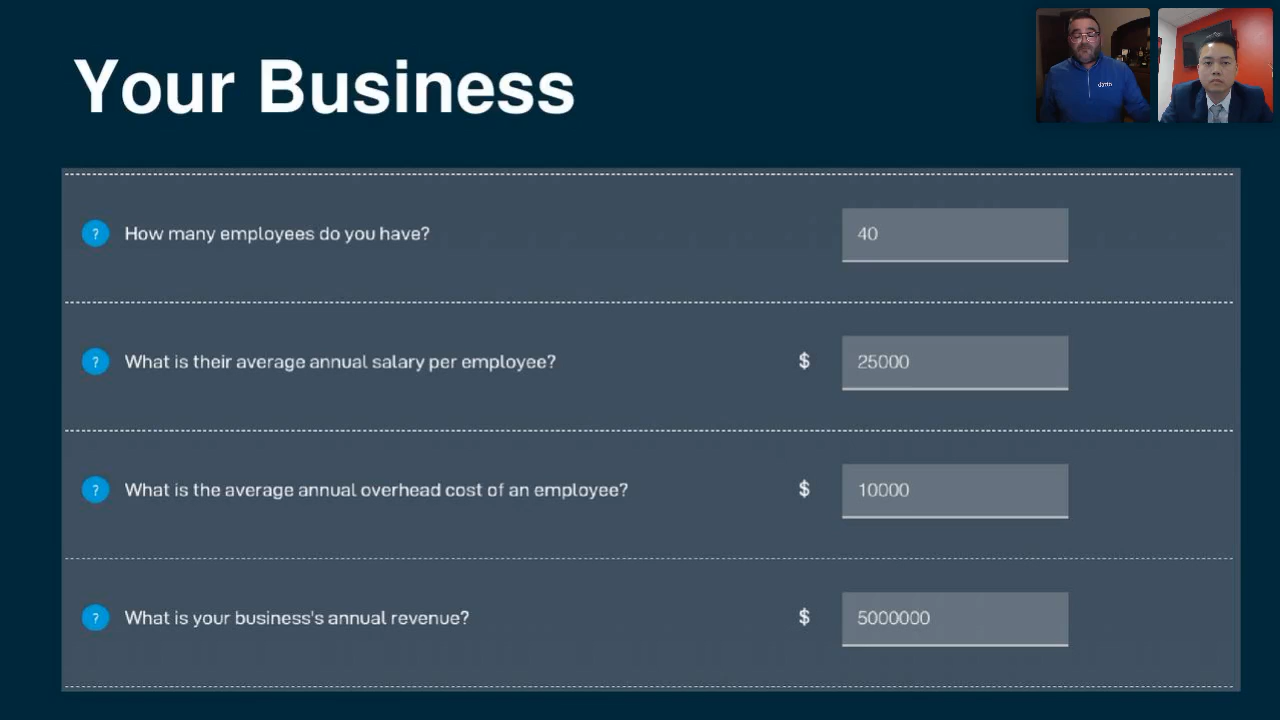 Your Business
? How many employees do you have? 40
? What is their average annual salary per employee? $ 25000
? What is the average annual overhead cost of an employee? $ 10000
? What is your business's annual revenue? $ 5000000
datto